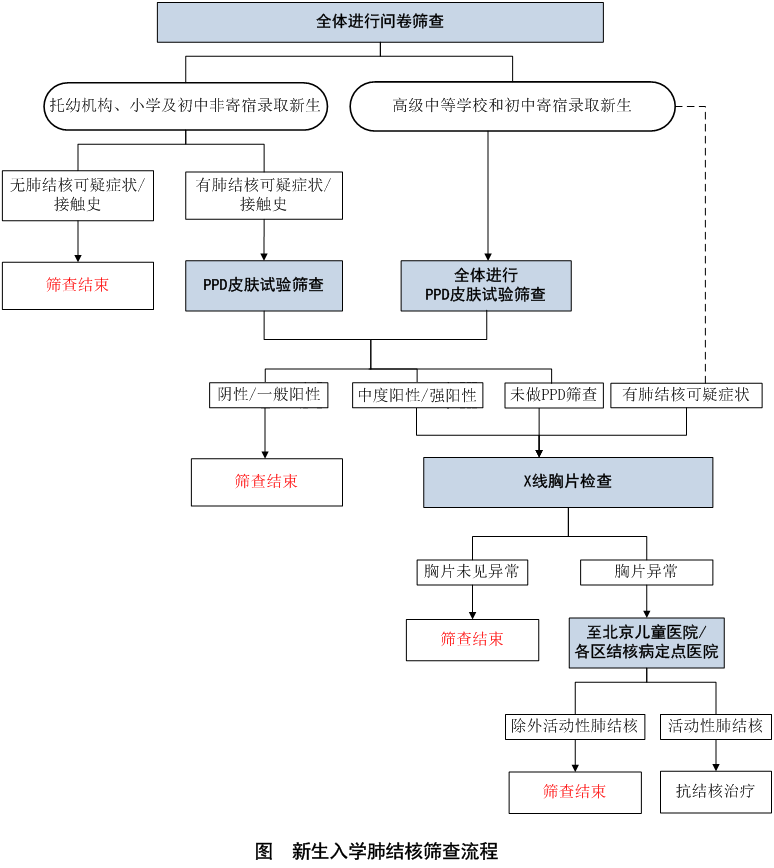 全体进行问卷筛查
托幼机构、小学及初中非寄宿录取新生
高级中等学校和初中寄宿录取新生
无肺结核可疑症状/
接触史
有肺结核可疑症状/
接触史
筛查结束
PPD皮肤试验筛查
全体进行
PPD皮肤试验筛查
阴性/一般阳性
中度阳性/强阳性
未做PPD筛查
有肺结核可疑症状
筛查结束
X线胸片检查
胸片未见异常
胸片异常
筛查结束
至北京儿童医院/
各区结核病定点医院
除外活动性肺结核
活动性肺结核
筛查结束
抗结核治疗
图 新生入学肺结核筛查流程